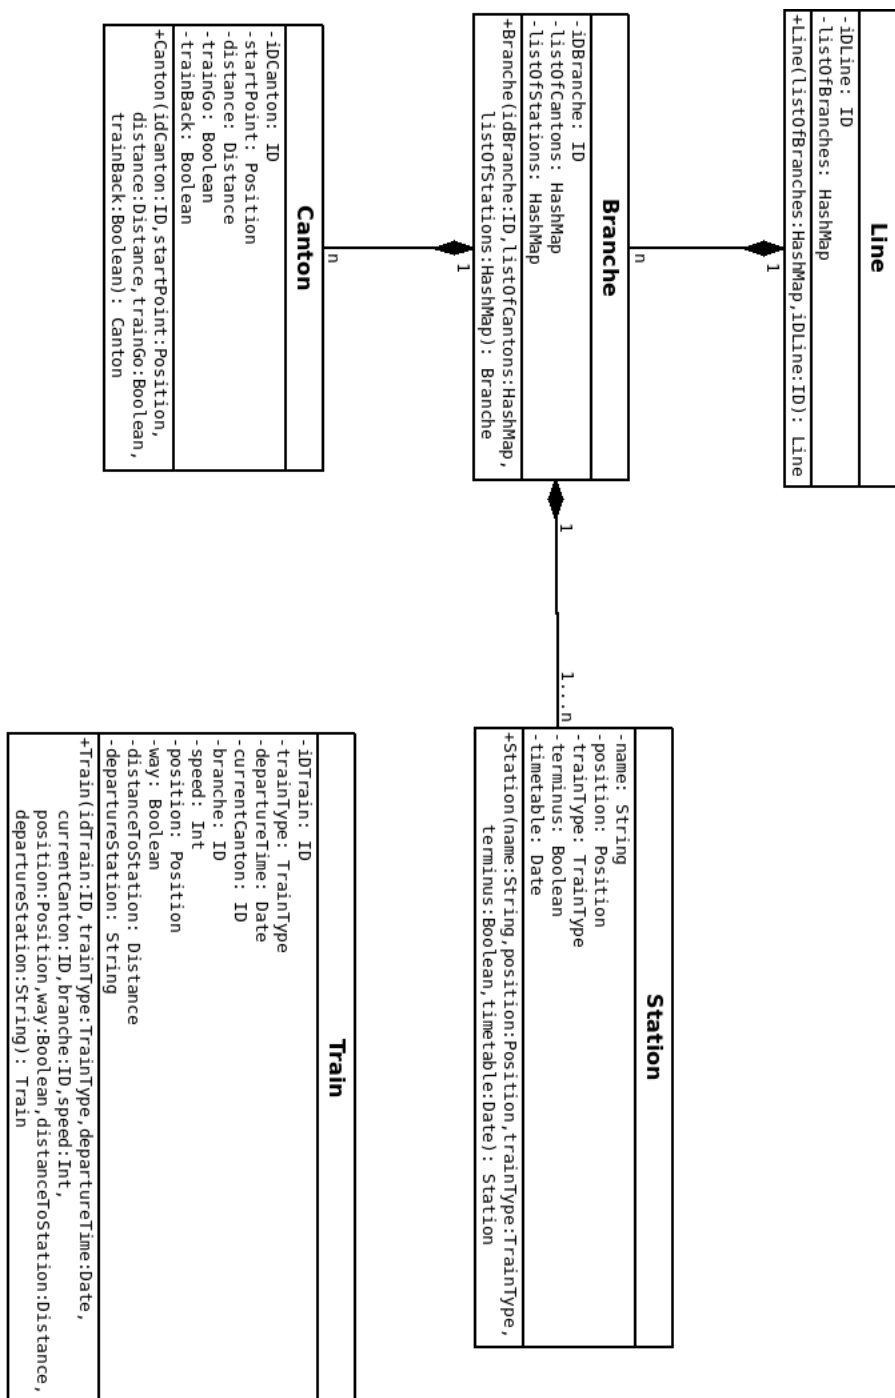 Line
-iDLine: ID
-listOfBranches: HashMap
+Line(listOfBranches:HashMap,iDLine:ID): Line
1
n
Branche
-iDBranche: ID
-listOfCantons: HashMap
-listOfStations: HashMap
+Branche(idBranche:ID,listOfCantons:HashMap,
listOfStations:HashMap): Branche
1
1...n
Station
-name: String
-position: Position
-trainType: TrainType
-terminus: Boolean
-timetable: Date
+Station(name:String,position:Position,trainType:TrainType,
terminus:Boolean,timetable:Date): Station
1
n
Canton
-iDCanton: ID
-startPoint: Position
-distance: Distance
-trainGo: Boolean
-trainBack: Boolean
+Canton(idCanton:ID,startPoint:Position,
distance:Distance,trainGo:Boolean,
trainBack:Boolean): Canton
Train
-iDTrain: ID
-trainType: TrainType
-departureTime: Date
-currentCanton: ID
-branche: ID
-speed: Int
-position: Position
-way: Boolean
-distanceToStation: Distance
-departureStation: String
+Train(idTrain:ID,trainType:TrainType,departureTime:Date,
currentCanton:ID,branche:ID,speed:Int,
position:Position,way:Boolean,distanceToStation:Distance,
departureStation:String): Train